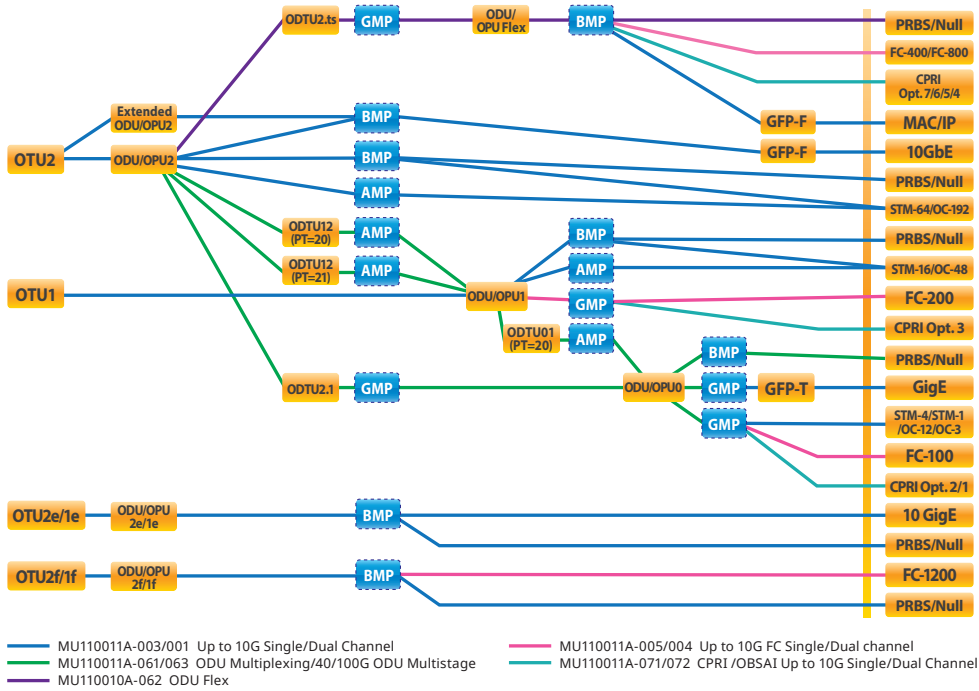 ODTU2.ts
GMP
ODU/
OPU Flex
BMP
PRBS/Null
FC-400/FC-800
CPRI
Opt.7/6/5/4
Extended
ODU/OPU2
BMP
GFP-F
MAC/IP
OTU2
ODU/OPU2
BMP
GFP-F
10GbE
PRBS/Null
AMP
STM-64/OC-192
ODTU12
(PT=20)
AMP
BMP
PRBS/Null
ODTU12
(PT=21)
AMP
AMP
STM-16/OC-48
OTU1
ODU/OPU1
GMP
FC-200
CPRI Opt. 3
ODTU01
(PT=20)
AMP
BMP
PRBS/Null
ODTU2.1
GMP
ODU/OPU0
GMP
GFP-T
GigE
GMP
STM-4/STM-1
/OC-12/OC-3
FC-100
CPRI Opt. 2/1
OTU2e/1e
ODU/OPU
2e/1e
BMP
10 GigE
PRBS/Null
OTU2f/1f
ODU/OPU
2f/1f
BMP
FC-1200
PRBS/Null
MU110011A-003/001 Up to 10G Single/Dual Channel
MU110011A-061/063 ODU Multiplexing/40/100G ODU Multistage
MU110010A-062 ODU Flex
MU110011A-005/004 Up to 10G FC Single/Dual channel
MU110011A-071/072 CPRI /OBSAI Up to 10G Single/Dual Channel